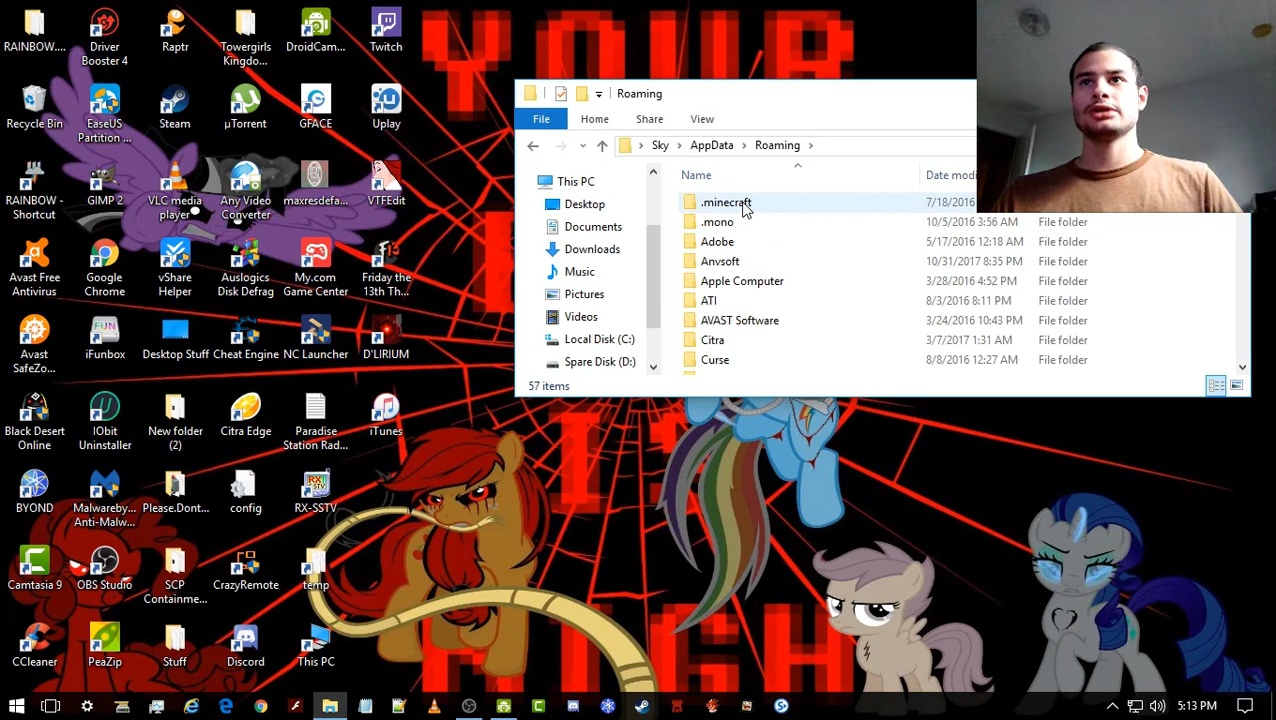 YOUR
IS
NIGH
RAINBOW....
Driver
Booster 4
Raptr
Towergirls
Kingdo...
DroidCam...
Twitch
Recycle Bin
EaseUS
Partition ...
Steam
µTorrent
GFACE
Uplay
RAINBOW -
Shortcut
GIMP 2
VLC media
player
Any Video
Converter
maxresdefa...
VTFEdit
Avast Free
Antivirus
Google
Chrome
vShare
Helper
Auslogics
Disk Defrag
My.com
Game Center
Friday the
13th Th...
Avast
SafeZo...
iFunbox
Desktop Stuff
Cheat Engine
NC Launcher
D'LIRIUM
Black Desert
Online
IObit
Uninstaller
New folder
(2)
Citra Edge
Paradise
Station Rad...
iTunes
BYOND
Malwareby...
Anti-Malw...
Please.Dont...
config
RX-SSTV
Camtasia 9
OBS Studio
SCP
Containme...
CrazyRemote
temp
CCleaner
PeaZip
Stuff
Discord
This PC
Roaming
File
Home
Share
View
Sky
AppData
Roaming
This PC
Desktop
Documents
Downloads
Music
Pictures
Videos
Local Disk (C:)
Spare Disk (D:)
Name
Date modi
.minecraft
7/18/2016
.mono
10/5/2016 3:56 AM
File folder
Adobe
5/17/2016 12:18 AM
File folder
Anvsoft
10/31/2017 8:35 PM
File folder
Apple Computer
3/28/2016 4:52 PM
File folder
ATI
8/3/2016 8:11 PM
File folder
AVAST Software
3/24/2016 10:43 PM
File folder
Citra
3/7/2017 1:31 AM
File folder
Curse
8/8/2016 12:27 AM
File folder
57 items
5:13 PM